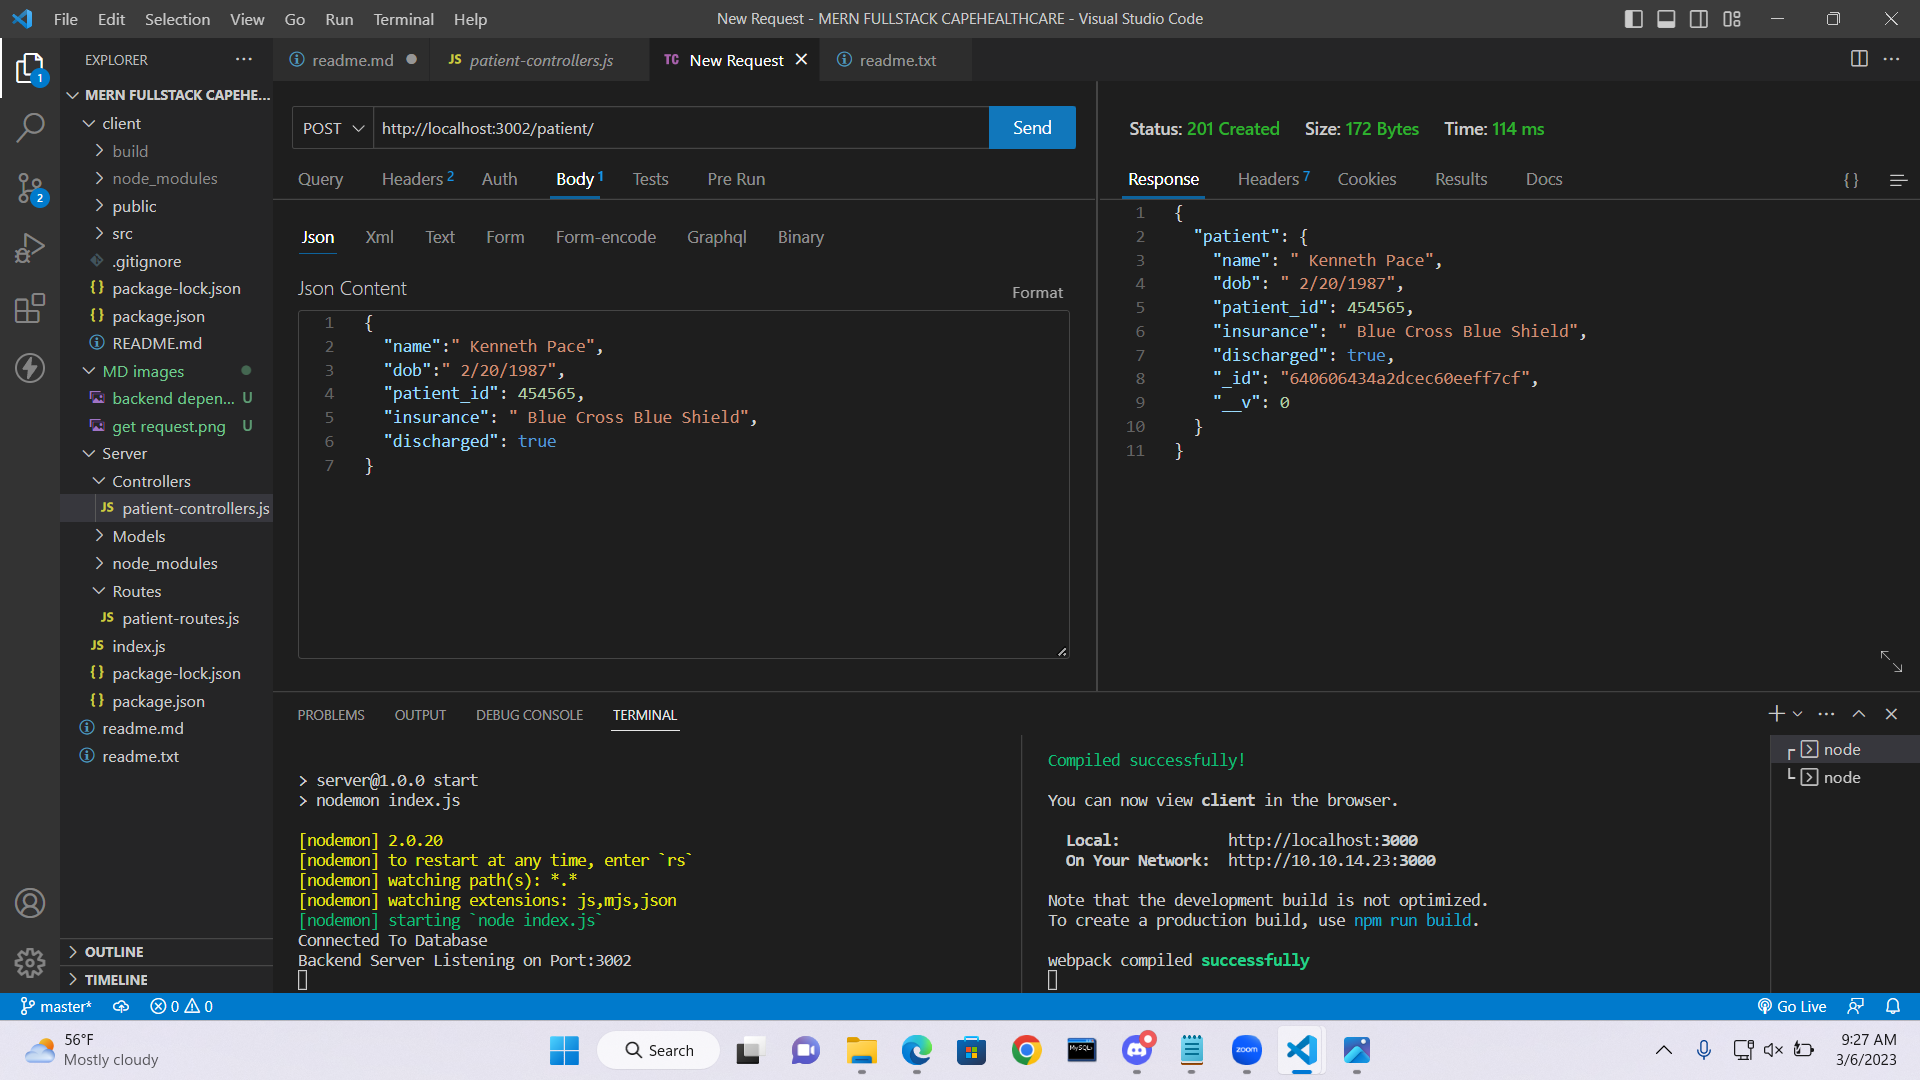 File Edit Selection View Go Run Terminal Help
New Request - MERN FULLSTACK CAPEHEALTHCARE - Visual Studio Code
EXPLORER
readme.md
JS patient-controllers.js
TC New Request
readme.txt
1
2
MERN FULLSTACK CAPEHE...
client
build
node_modules
public
src
.gitignore
{} package-lock.json
{} package.json
README.md
MD images
backend depen... U
get request.png U
Server
Controllers
JS patient-controllers.js
Models
node_modules
Routes
JS patient-routes.js
JS index.js
{} package-lock.json
{} package.json
readme.md
readme.txt
OUTLINE
TIMELINE
POST http://localhost:3002/patient/ Send
Query Headers 2 Auth Body 1 Tests Pre Run
Json Xml Text Form Form-encode Graphql Binary
Json Content
Format
1 {
2 "name":" Kenneth Pace",
3 "dob":" 2/20/1987",
4 "patient_id": 454565,
5 "insurance": " Blue Cross Blue Shield",
6 "discharged": true
7 }
Status: 201 Created Size: 172 Bytes Time: 114 ms
Response Headers 7 Cookies Results Docs {}
1 {
2 "patient": {
3 "name": " Kenneth Pace",
4 "dob": " 2/20/1987",
5 "patient_id": 454565,
6 "insurance": " Blue Cross Blue Shield",
7 "discharged": true,
8 "_id": "640606434a2dcec60eeff7cf",
9 "__v": 0
10 }
11 }
PROBLEMS OUTPUT DEBUG CONSOLE TERMINAL
> server@1.0.0 start
> nodemon index.js
[nodemon] 2.0.20
[nodemon] to restart at any time, enter `rs`
[nodemon] watching path(s): *.*
[nodemon] watching extensions: js,mjs,json
[nodemon] starting `node index.js`
Connected To Database
Backend Server Listening on Port:3002
Compiled successfully!
You can now view client in the browser.
Local: http://localhost:3000
On Your Network: http://10.10.14.23:3000
Note that the development build is not optimized.
To create a production build, use npm run build.
webpack compiled successfully
node
node
master* 0 0
Go Live
56°F
Mostly cloudy
Search
MySQL
zoom
9:27 AM
3/6/2023